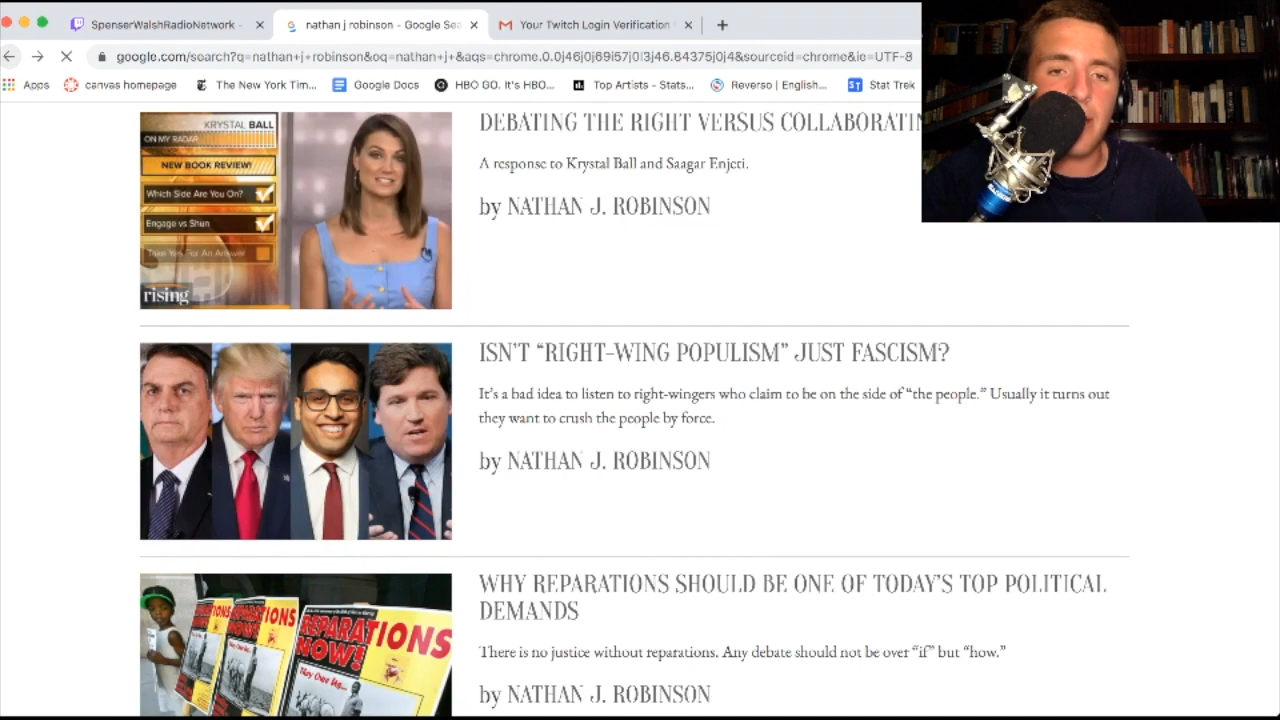 SpenserWalshRadioNetwork -
nathan j robinson - Google Sea
Your Twitch Login Verification
google.com/search?q=nathan+j+robinson&oq=nathan+j+&aqs=chrome.0.0j46j0j69i57j0l3j46.84375j0j4&sourceid=chrome&ie=UTF-8
Apps
canvas homepage
The New York Tim...
Google Docs
HBO GO. It's HBO...
Top Artists - Stats...
Reverso | English...
Stat Trek
KRYSTAL BALL
ON MY RADAR
NEW BOOK REVIEW!
Which Side Are You On?
Engage vs Shun
Take Yes For An Answer
rising
DEBATING THE RIGHT VERSUS COLLABORATIN
A response to Krystal Ball and Saagar Enjeti.
by NATHAN J. ROBINSON
ISN'T “RIGHT-WING POPULISM” JUST FASCISM?
It's a bad idea to listen to right-wingers who claim to be on the side of “the people.” Usually it turns out
they want to crush the people by force.
by NATHAN J. ROBINSON
REPARATIONS
NOW!
They Owe Us...
WHY REPARATIONS SHOULD BE ONE OF TODAY'S TOP POLITICAL
DEMANDS
There is no justice without reparations. Any debate should not be over “if” but “how.”
by NATHAN J. ROBINSON